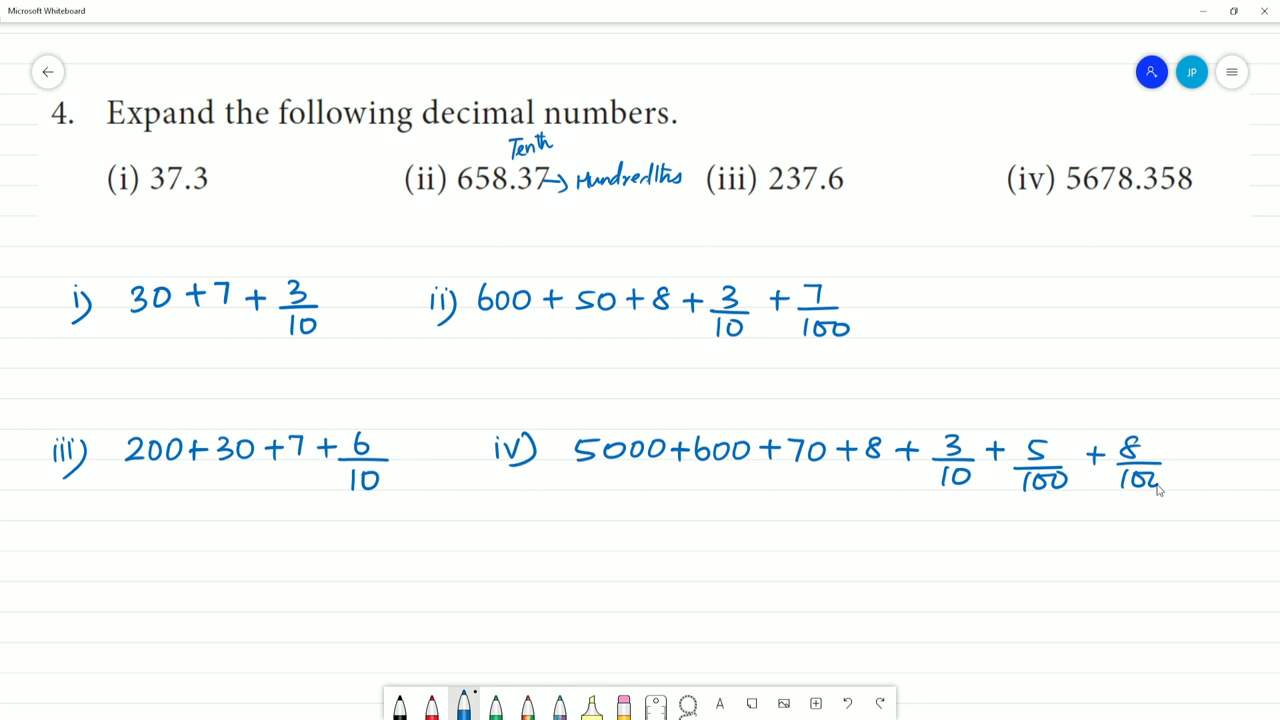 Microsoft Whiteboard
JP
4. Expand the following decimal numbers.
Tenth
(i) 37.3 (ii) 658.37 → Hundredths (iii) 237.6 (iv) 5678.358
i) 30 + 7 + 3/10 ii) 600 + 50 + 8 + 3/10 + 7/100
iii) 200 + 30 + 7 + 6/10 iv) 5000 + 600 + 70 + 8 + 3/10 + 5/100 + 8/100
A